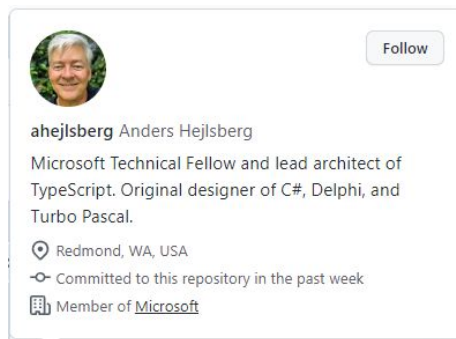 Follow
ahejlsberg Anders Hejlsberg
Microsoft Technical Fellow and lead architect of
TypeScript. Original designer of C#, Delphi, and
Turbo Pascal.
Redmond, WA, USA
Committed to this repository in the past week
Member of Microsoft